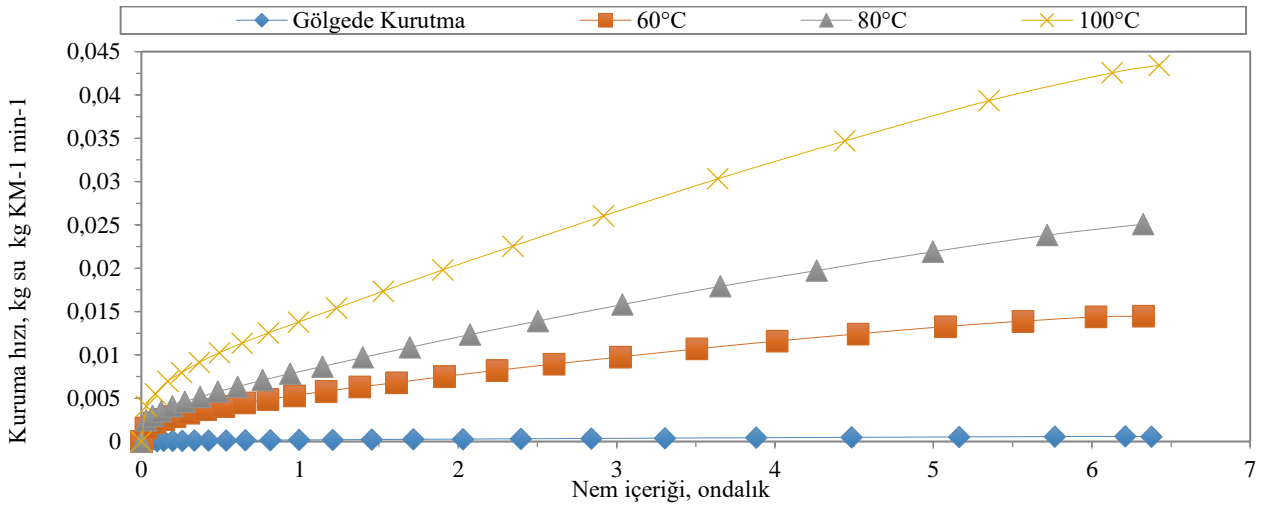 Gölgede Kurutma 60°C 80°C 100°C
Kuruma hızı, kg su kg KM-1 min-1
0,045
0,04
0,035
0,03
0,025
0,02
0,015
0,01
0,005
0
0 1 2 3 4 5 6 7
Nem içeriği, ondalık